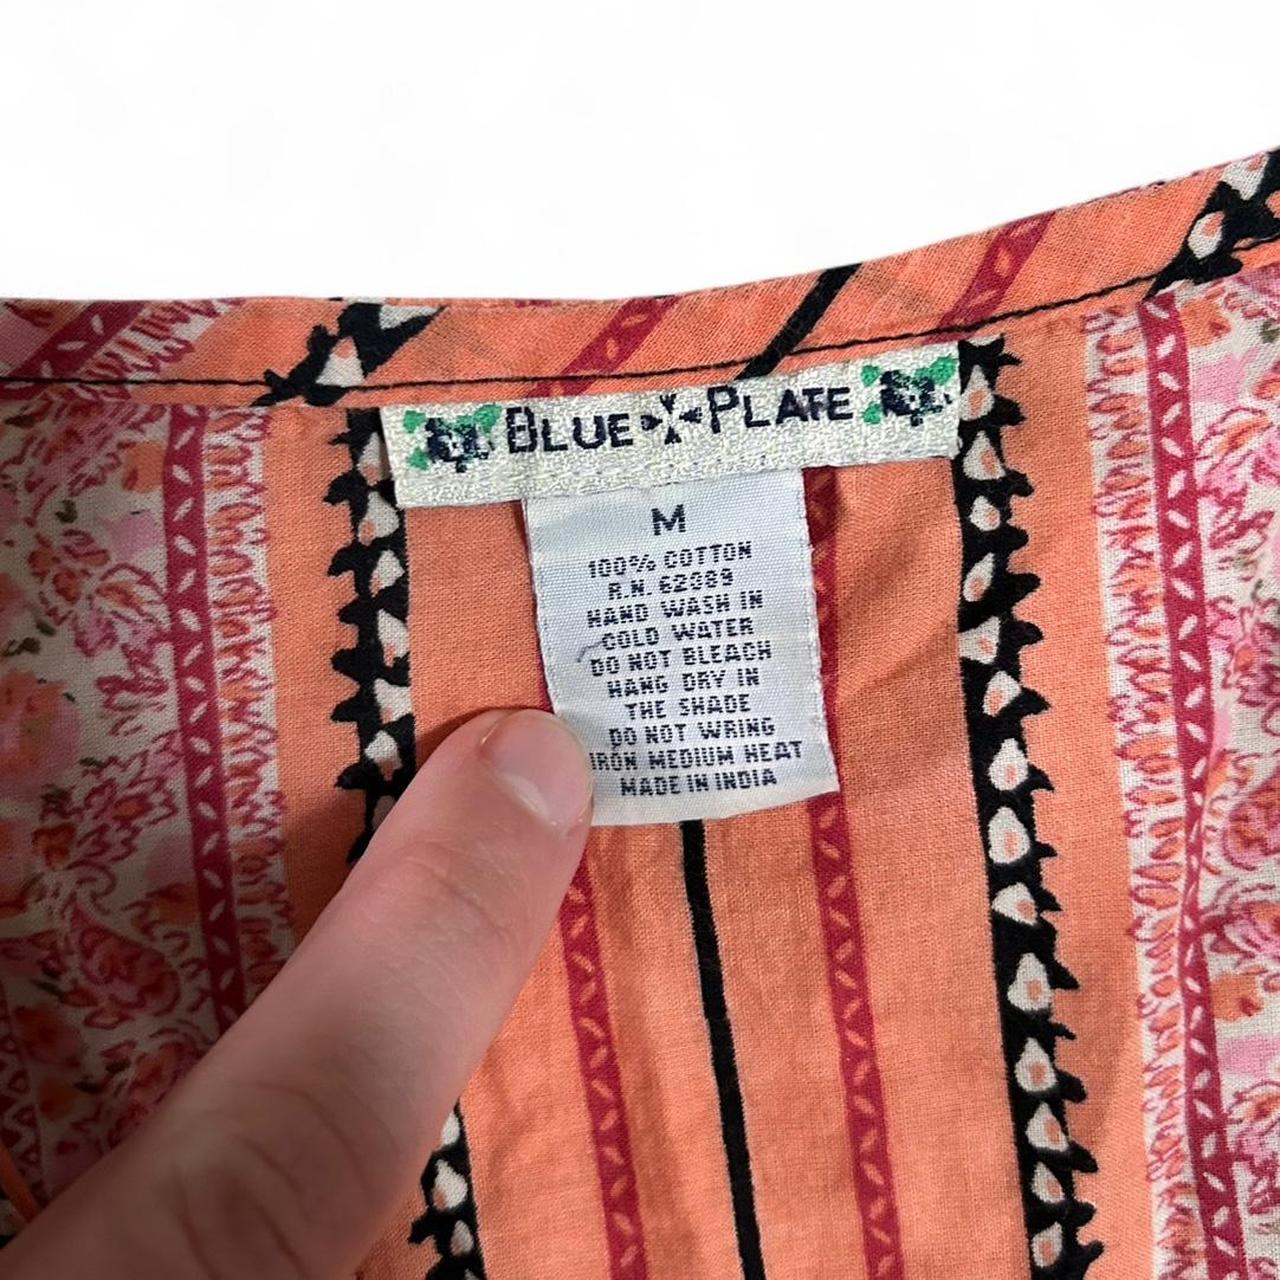 BLUE PLATE
M
100% COTTON
R.N. 62089
HAND WASH IN
COLD WATER
DO NOT BLEACH
HANG DRY IN
THE SHADE
DO NOT WRING
IRON MEDIUM HEAT
MADE IN INDIA